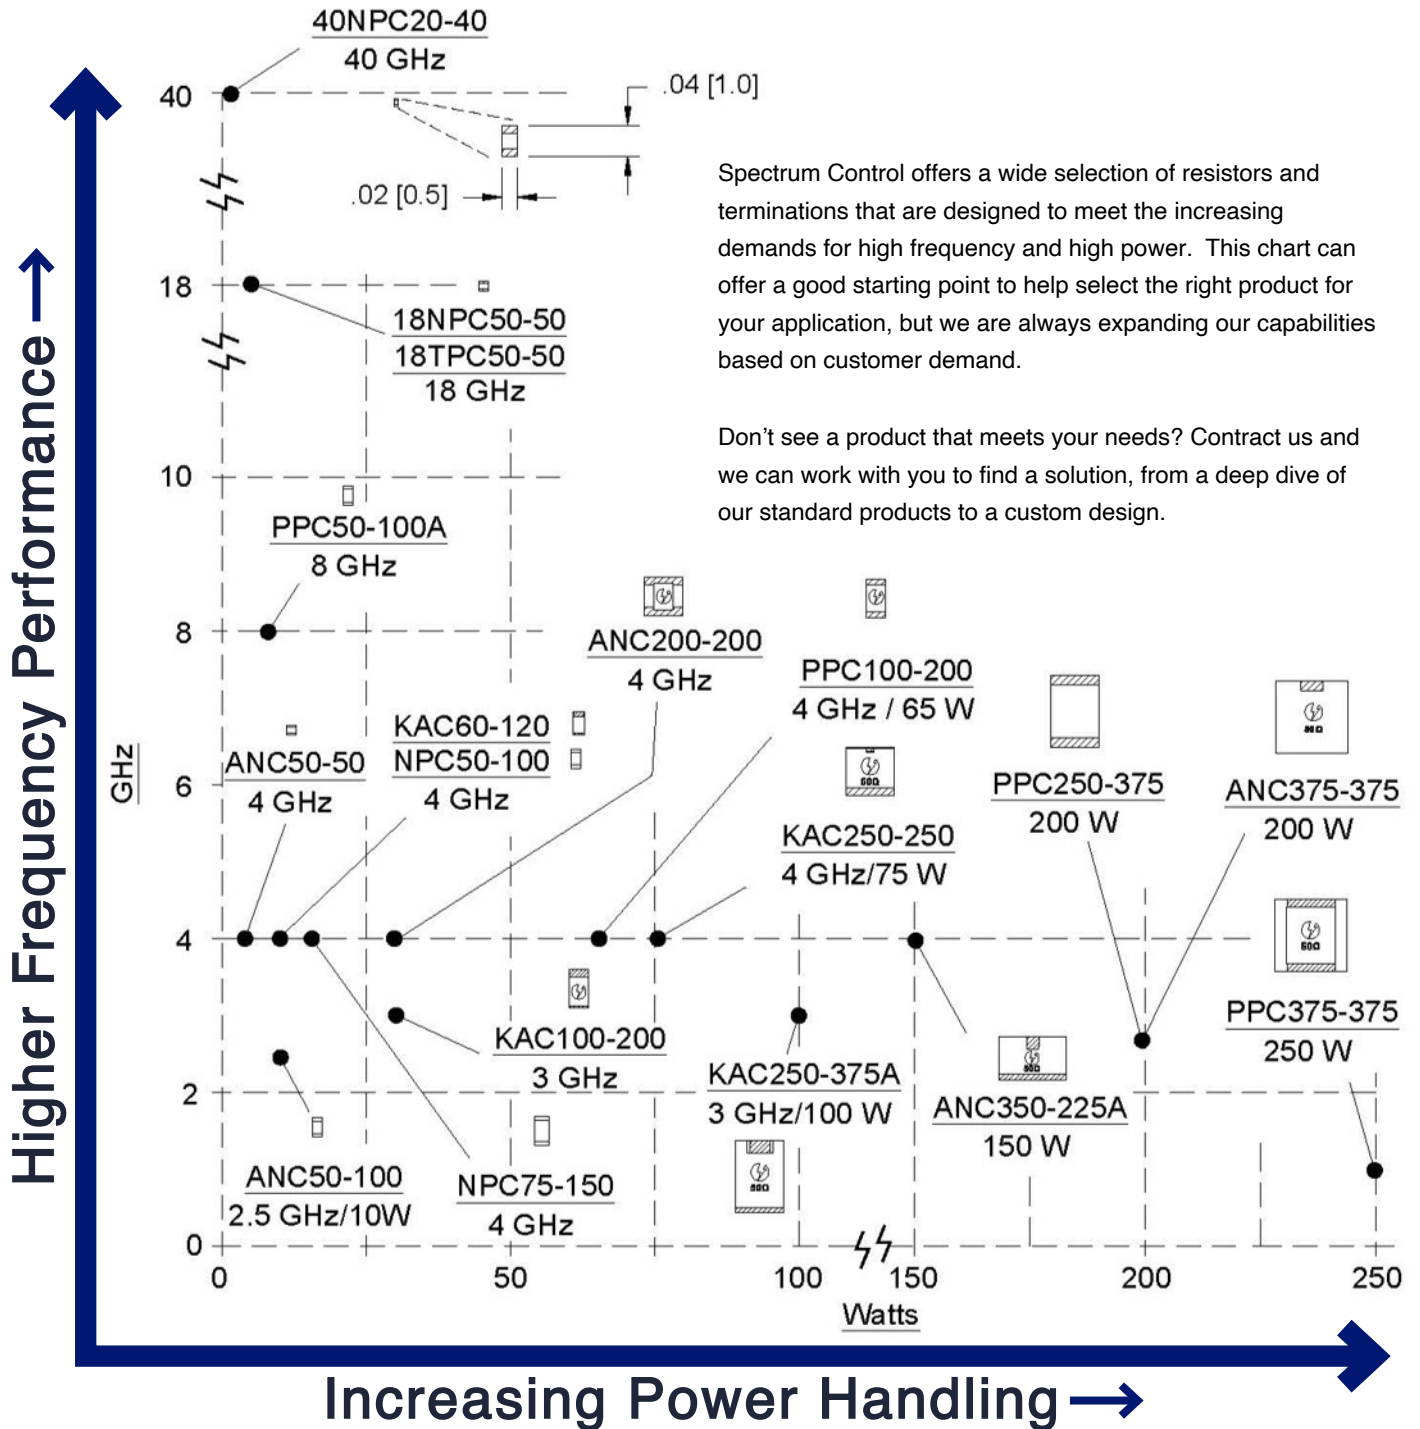 40NPC20-40
40 GHz
40
.04 [1.0]
.02 [0.5]
Spectrum Control offers a wide selection of resistors and
terminations that are designed to meet the increasing
demands for high frequency and high power.  This chart can
offer a good starting point to help select the right product for
your application, but we are always expanding our capabilities
based on customer demand.
Don't see a product that meets your needs? Contract us and
we can work with you to find a solution, from a deep dive of
our standard products to a custom design.
18
18NPC50-50
18TPC50-50
18 GHz
10
PPC50-100A
8 GHz
8
ANC200-200
4 GHz
PPC100-200
4 GHz / 65 W
KAC60-120
NPC50-100
4 GHz
ANC50-50
4 GHz
GHz
6
50Ω
KAC250-250
4 GHz/75 W
PPC250-375
200 W
50Ω
ANC375-375
200 W
4
50Ω
PPC375-375
250 W
KAC100-200
3 GHz
KAC250-375A
3 GHz/100 W
50Ω
ANC350-225A
150 W
2
ANC50-100
2.5 GHz/10W
NPC75-150
4 GHz
0
0
50
100
150
200
250
Watts
Higher Frequency Performance
Increasing Power Handling